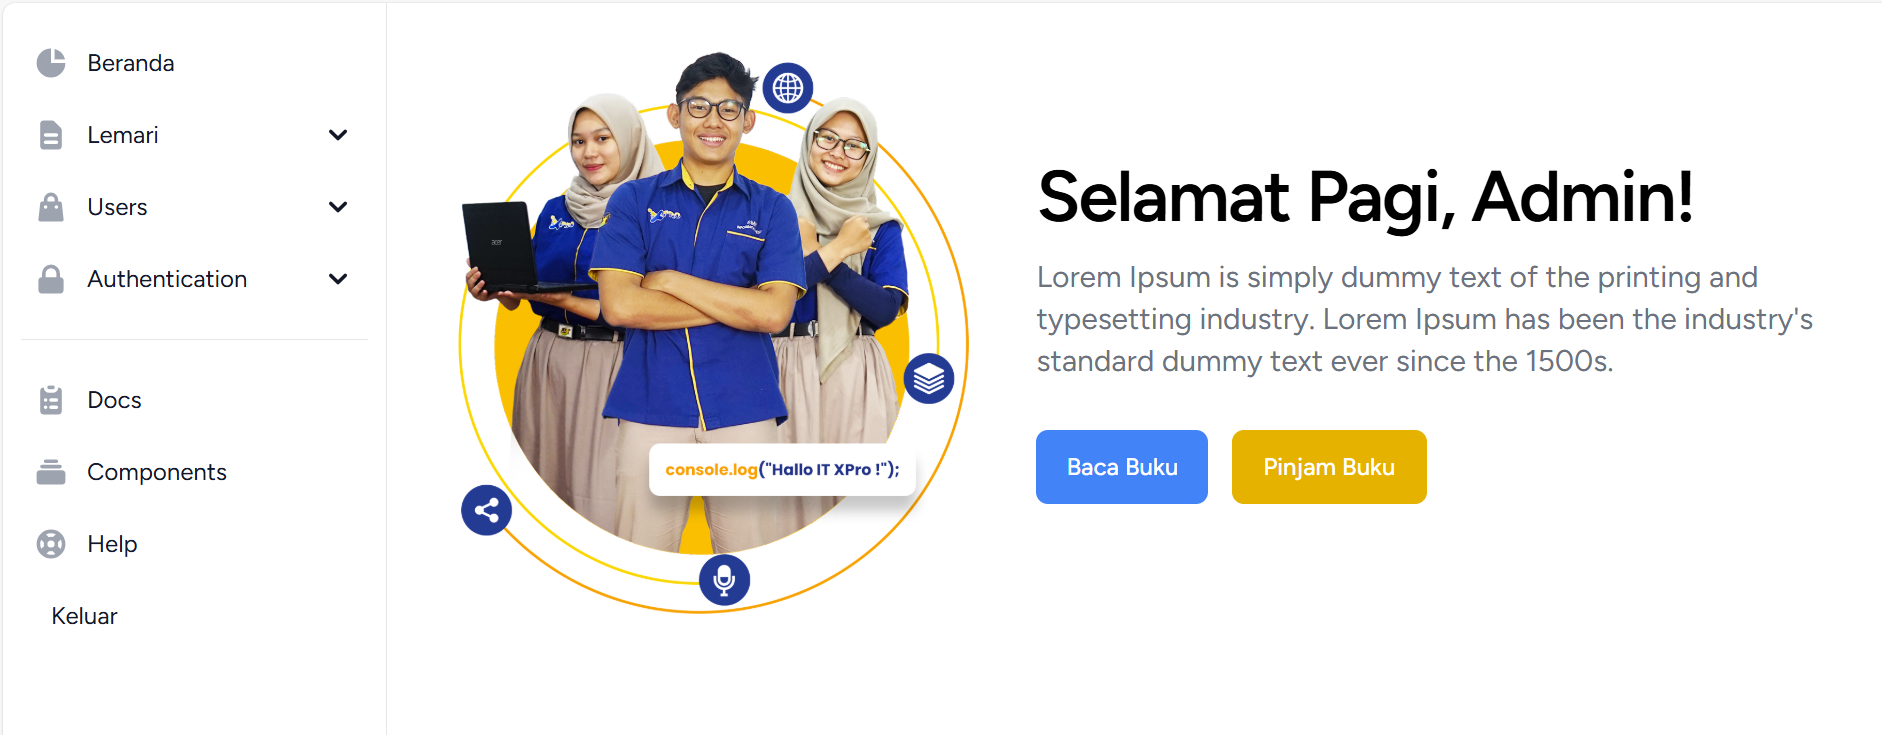 Beranda
Lemari
Users
Authentication
Docs
Components
Help
Keluar
acer
console.log("Hallo IT XPro !");
Selamat Pagi, Admin!
Lorem Ipsum is simply dummy text of the printing and
typesetting industry. Lorem Ipsum has been the industry's
standard dummy text ever since the 1500s.
Baca Buku
Pinjam Buku